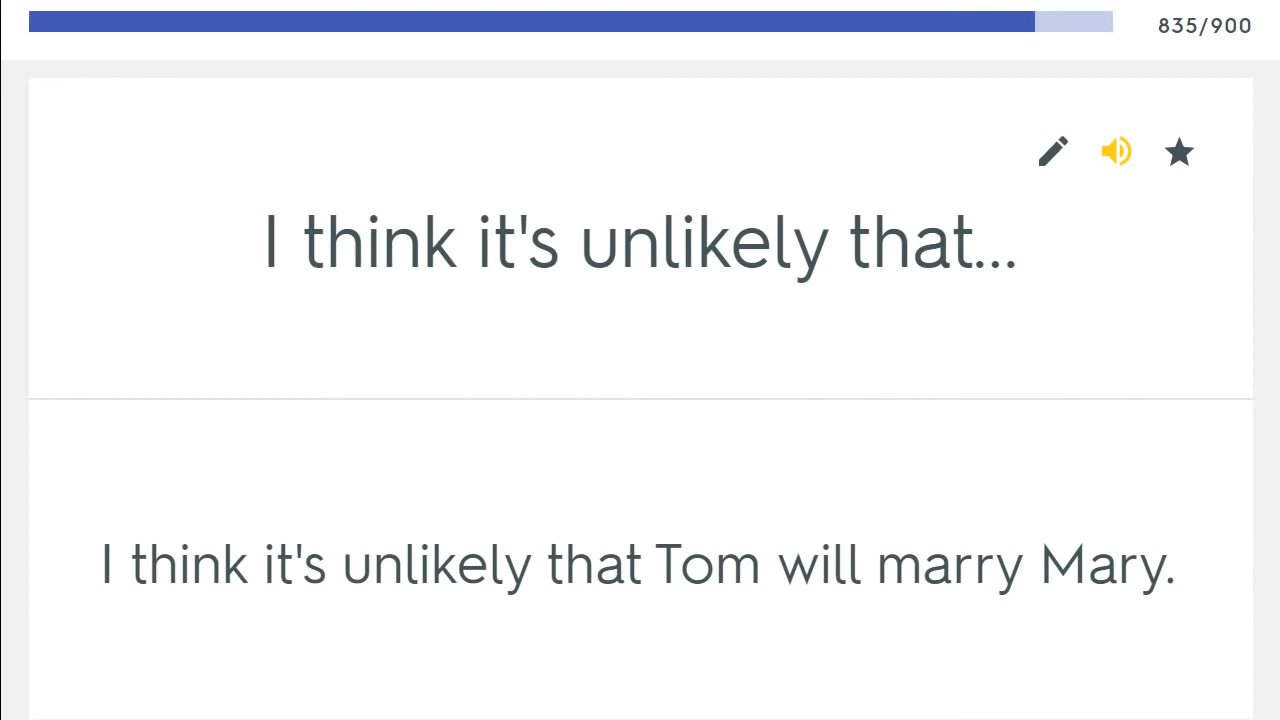 835/900
I think it's unlikely that...
I think it's unlikely that Tom will marry Mary.